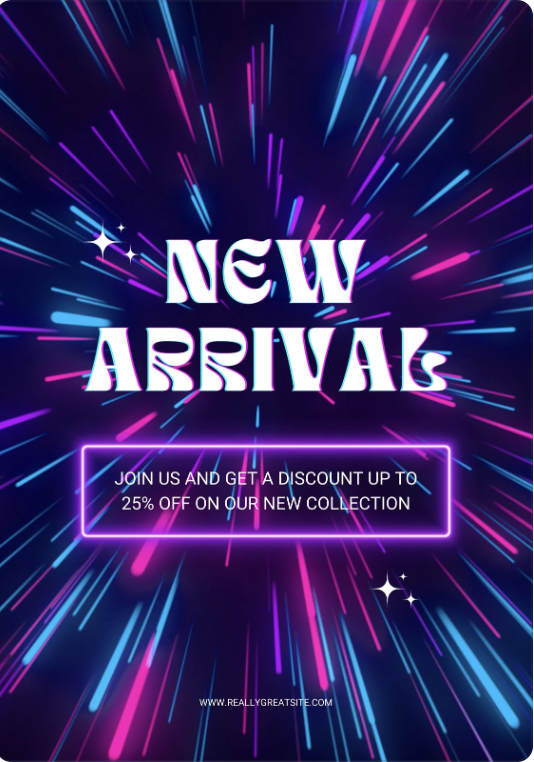 NEW
ARRIVAL
JOIN US AND GET A DISCOUNT UP TO
25% OFF ON OUR NEW COLLECTION
WWW.REALLYGREATSITE.COM